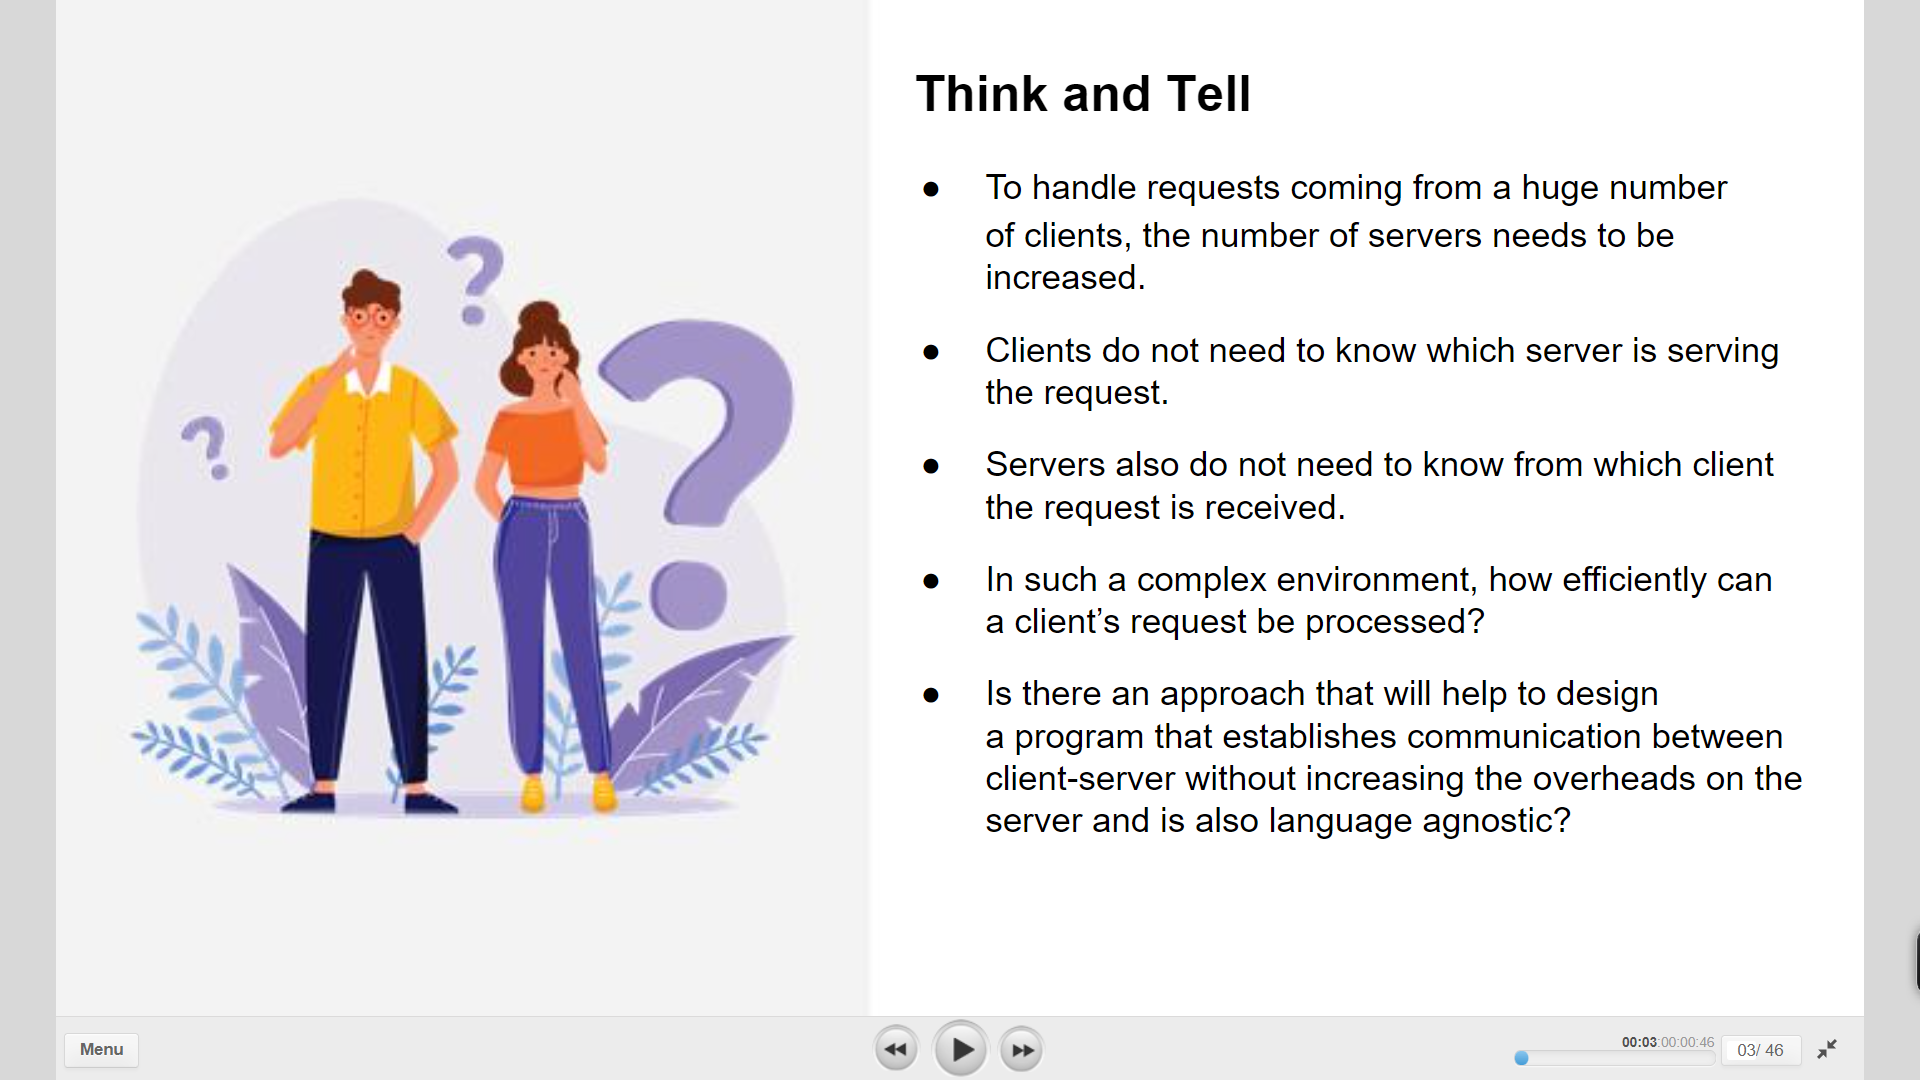 Think and Tell
● To handle requests coming from a huge number
of clients, the number of servers needs to be
increased.
● Clients do not need to know which server is serving
the request.
● Servers also do not need to know from which client
the request is received.
● In such a complex environment, how efficiently can
a client’s request be processed?
● Is there an approach that will help to design
a program that establishes communication between
client-server without increasing the overheads on the
server and is also language agnostic?
? ? ?
Menu
00:03:00:00:46
03/ 46